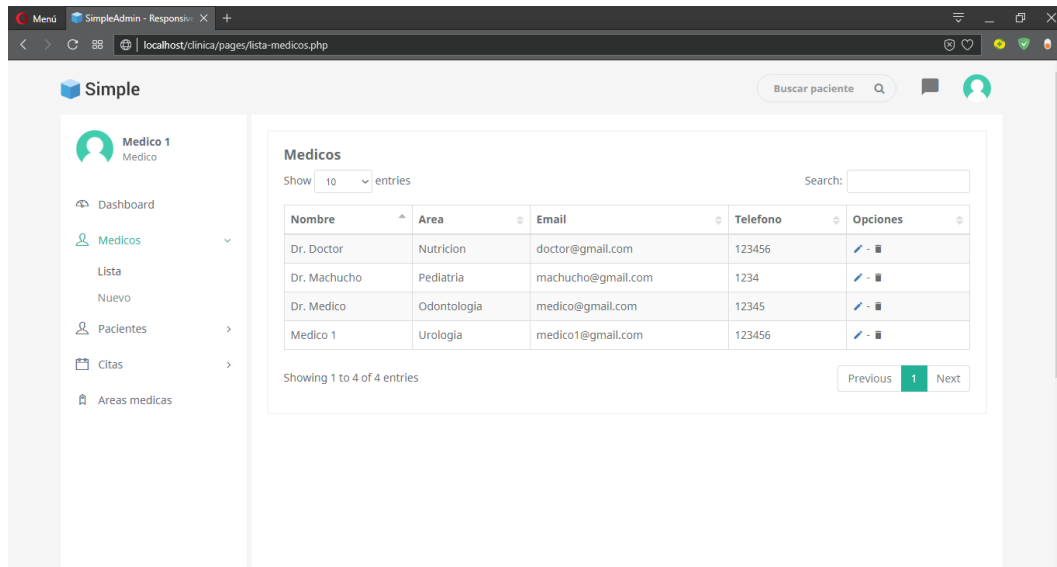 Menú SimpleAdmin - Responsive
localhost/clinica/pages/lista-medicos.php
Simple
Buscar paciente
Medico 1
Medico
Dashboard
Medicos
Lista
Nuevo
Pacientes
Citas
Areas medicas
Medicos
Show 10 entries Search:
Nombre Area Email Telefono Opciones
Dr. Doctor Nutricion doctor@gmail.com 123456 -
Dr. Machucho Pediatria machucho@gmail.com 1234 -
Dr. Medico Odontologia medico@gmail.com 12345 -
Medico 1 Urologia medico1@gmail.com 123456 -
Showing 1 to 4 of 4 entries Previous 1 Next